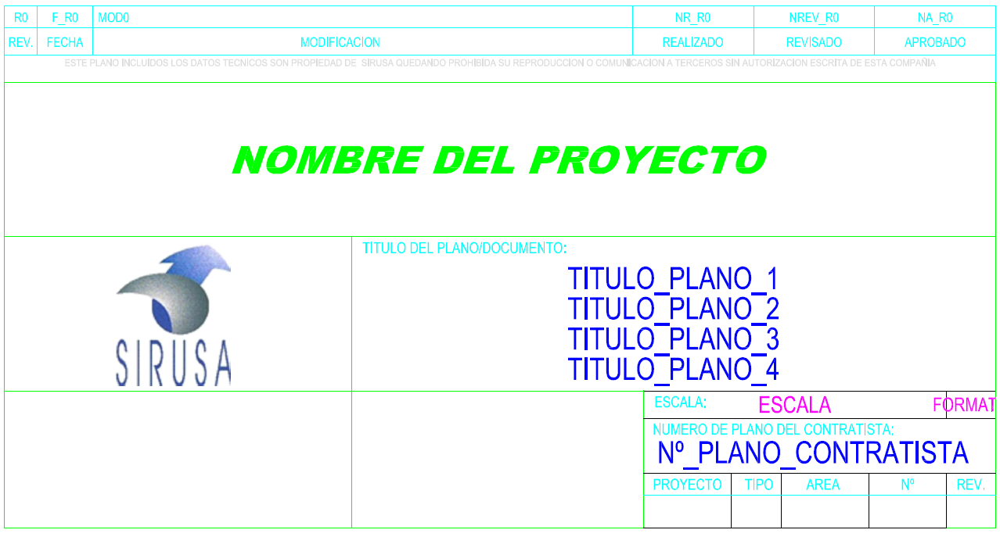 R0 F_R0 MOD0 NR_R0 NREV_R0 NA_R0
REV. FECHA MODIFICACION REALIZADO REVISADO APROBADO
ESTE PLANO INCLUIDOS LOS DATOS TECNICOS SON PROPIEDAD DE SIRUSA QUEDANDO PROHIBIDA SU REPRODUCCION O COMUNICACION A TERCEROS SIN AUTORIZACION ESCRITA DE ESTA COMPAÑIA
NOMBRE DEL PROYECTO
SIRUSA
TITULO DEL PLANO/DOCUMENTO:
TITULO_PLANO_1
TITULO_PLANO_2
TITULO_PLANO_3
TITULO_PLANO_4
ESCALA: ESCALA FORMAT
NUMERO DE PLANO DEL CONTRATISTA:
Nº_PLANO_CONTRATISTA
PROYECTO TIPO AREA Nº REV.